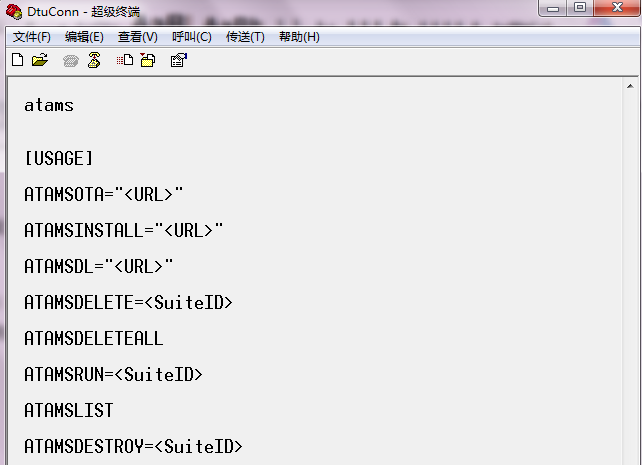 DtuConn - 超级终端
文件(F) 编辑(E) 查看(V) 呼叫(C) 传送(T) 帮助(H)
atams
[USAGE]
ATAMSOTA="<URL>"
ATAMSINSTALL="<URL>"
ATAMSDL="<URL>"
ATAMSDELETE=<SuiteID>
ATAMSDELETEALL
ATAMSRUN=<SuiteID>
ATAMSLIST
ATAMSDESTROY=<SuiteID>